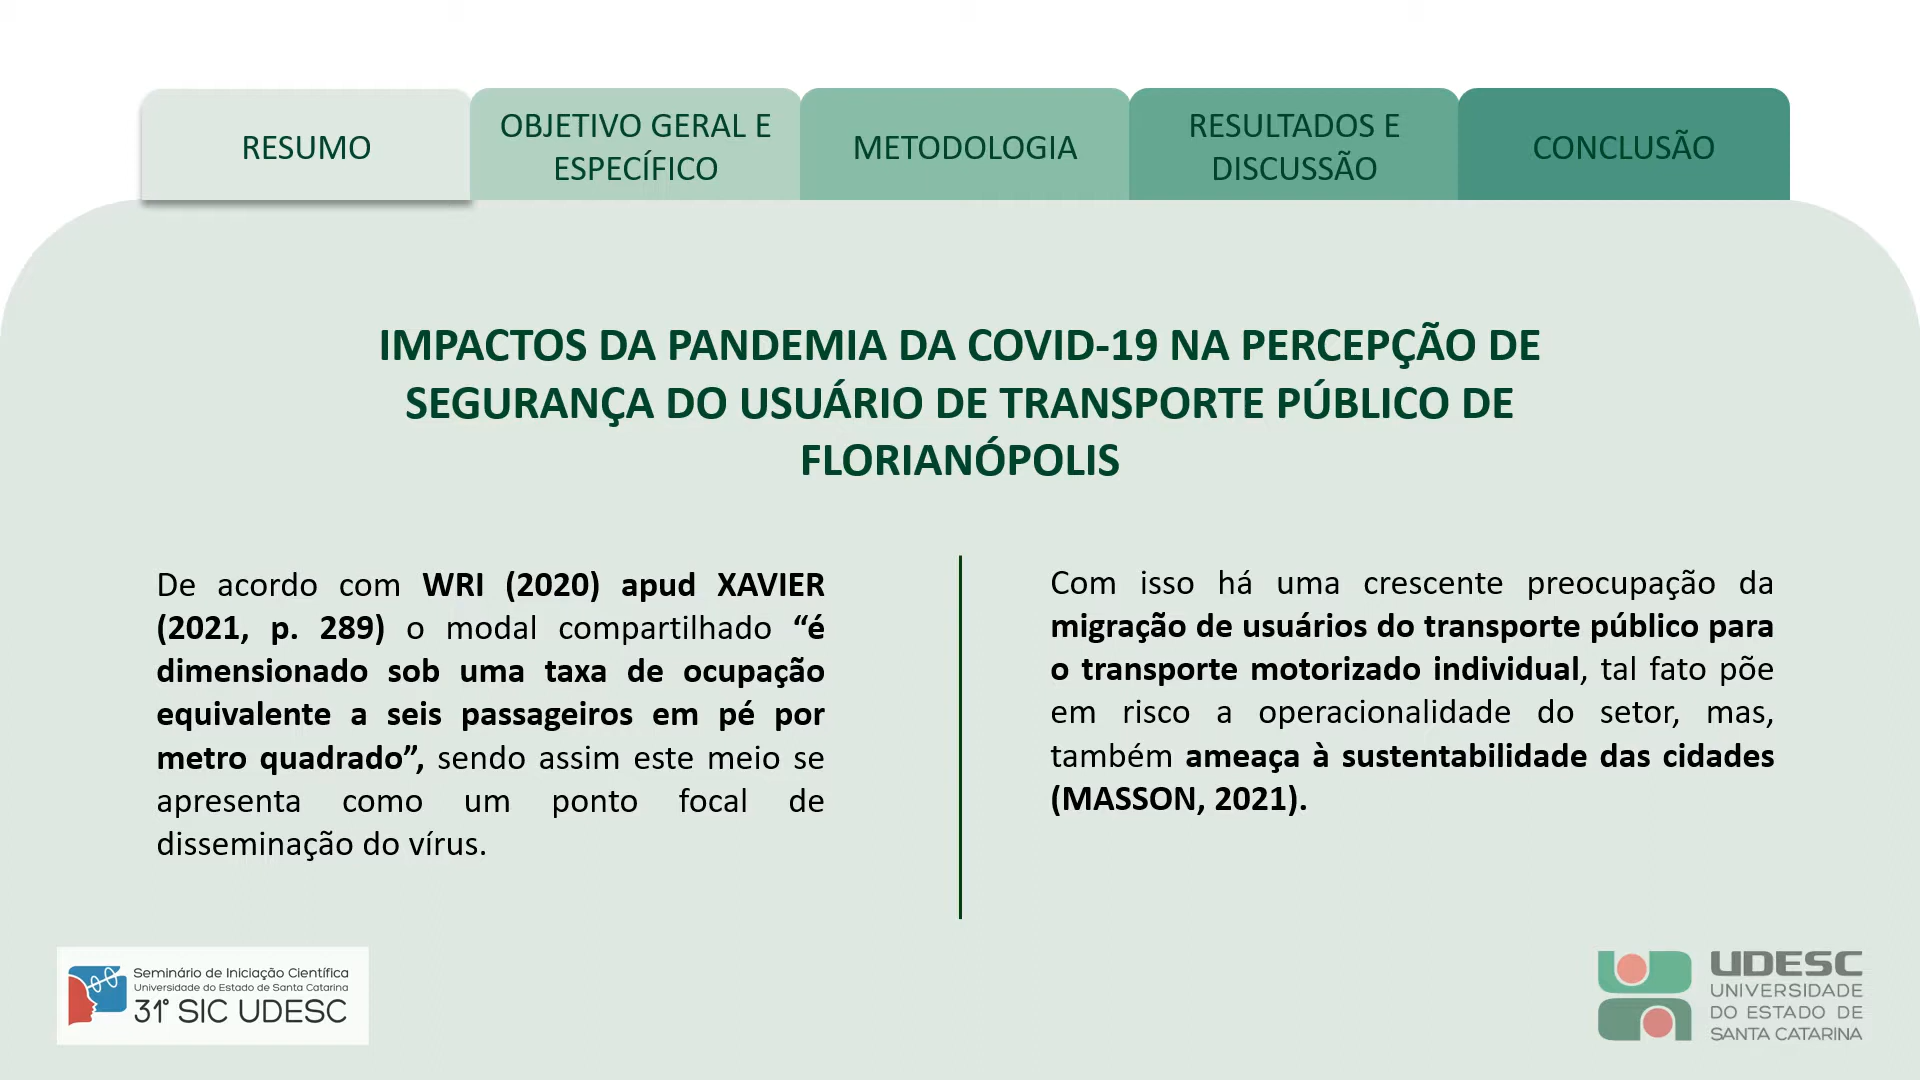 RESUMO
OBJETIVO GERAL E
ESPECÍFICO
METODOLOGIA
RESULTADOS E
DISCUSSÃO
CONCLUSÃO
IMPACTOS DA PANDEMIA DA COVID-19 NA PERCEPÇÃO DE
SEGURANÇA DO USUÁRIO DE TRANSPORTE PÚBLICO DE
FLORIANÓPOLIS
De acordo com WRI (2020) apud XAVIER
(2021, p. 289) o modal compartilhado “é
dimensionado sob uma taxa de ocupação
equivalente a seis passageiros em pé por
metro quadrado”, sendo assim este meio se
apresenta como um ponto focal de
disseminação do vírus.
Com isso há uma crescente preocupação da
migração de usuários do transporte público para
o transporte motorizado individual, tal fato põe
em risco a operacionalidade do setor, mas,
também ameaça à sustentabilidade das cidades
(MASSON, 2021).
Seminário de Iniciação Científica
Universidade do Estado de Santa Catarina
31º SIC UDESC
UDESC
UNIVERSIDADE
DO ESTADO DE
SANTA CATARINA